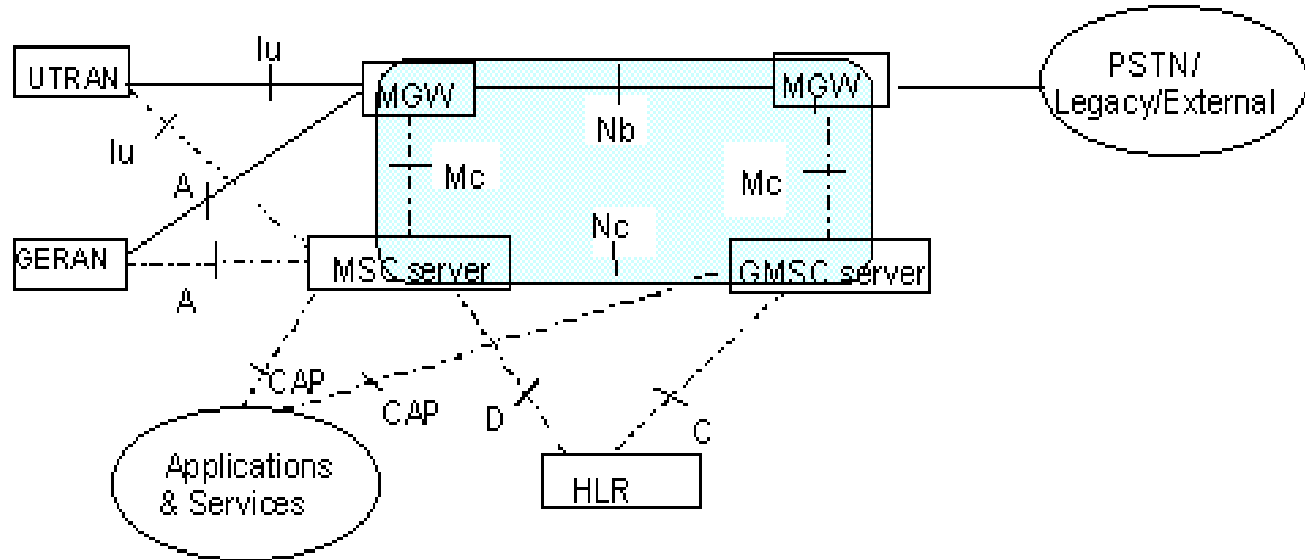 Iu
UTRAN
MGW
MGW
PSTN/
Legacy/External
Nb
Iu
Mc
Mc
A
Nc
GERAN
MSC server
GMSC server
A
CAP
CAP
D
C
Applications
& Services
HLR